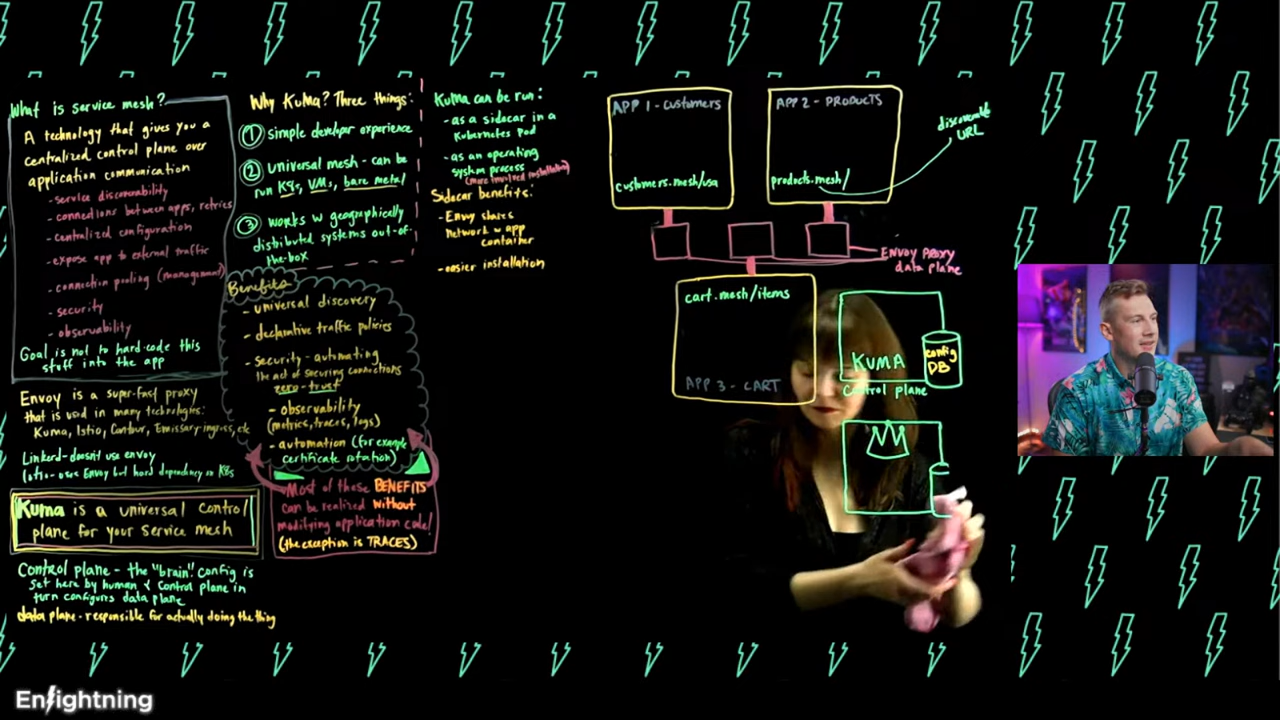 What is service mesh?
A technology that gives you a
centralized control plane over
application communication
- service discoverability
- connections between apps, retries
- centralized configuration
- expose app to external traffic
- connection pooling (management)
- security
- observability
Goal is not to hard-code this
stuff into the app
Envoy is a super-fast proxy
that is used in many technologies:
Kuma, Istio, Contour, Emissary-ingress, etc
Linkerd - doesn't use envoy
Istio - uses Envoy but hard dependency on K8s
Kuma is a universal control
plane for your service mesh
Control plane - the "brain". Config is
set here by human & control plane in
turn configures data plane
data plane - responsible for actually doing the thing
Why Kuma? Three things:
1 simple developer experience
2 universal mesh - can be
run K8s, VMs, bare metal
3 works w geographically
distributed systems out-of-
the-box
Benefits
- universal discovery
- declarative traffic policies
- security - automating
the act of securing connections
zero-trust
- observability
(metrics, traces, logs)
- automation (for example
certificate rotation)
Most of these BENEFITS
can be realized without
modifying application code!
(the exception is TRACES)
Kuma can be run:
- as a sidecar in a
Kubernetes pod
- as an operating
system process
(more involved installation)
Sidecar benefits:
- Envoy shares
Network w app
container
- easier installation
APP 1 - CUSTOMERS
customers.mesh/usa
APP 2 - PRODUCTS
products.mesh/
discoverable
URL
ENVOY PROXY
data plane
cart.mesh/items
APP 3 - CART
KUMA
config
DB
Control plane
Enlightning